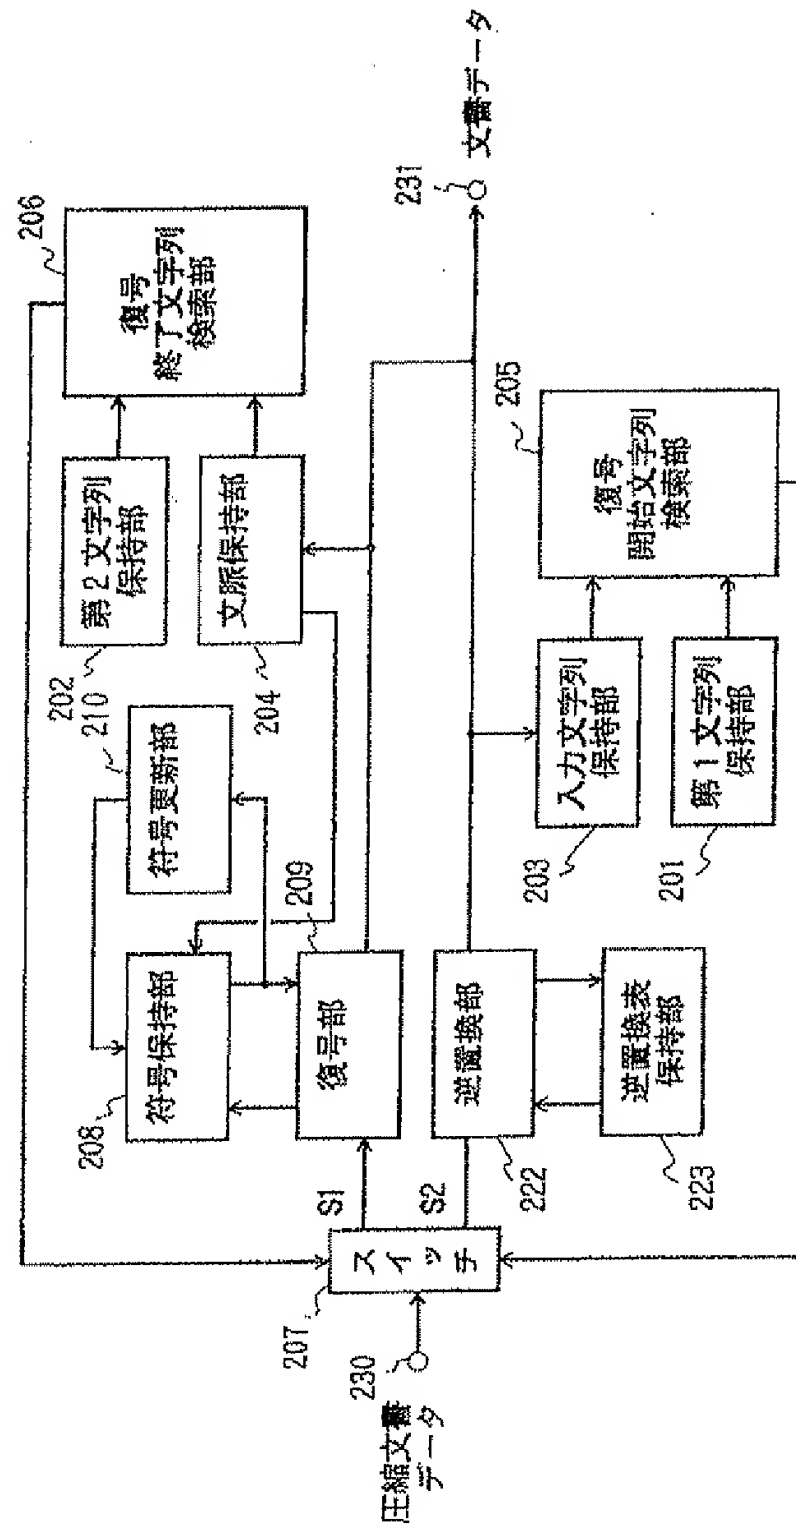 圧縮文書
データ
230
207
スイッチ
S1
S2
208
符号保持部
209
復号部
210
符号更新部
202
第2文字列
保持部
204
文脈保持部
206
復号
終了文字列
検索部
222
逆置換部
223
逆置換表
保持部
203
入力文字列
保持部
201
第1文字列
保持部
205
復号
開始文字列
検索部
231
文書データ